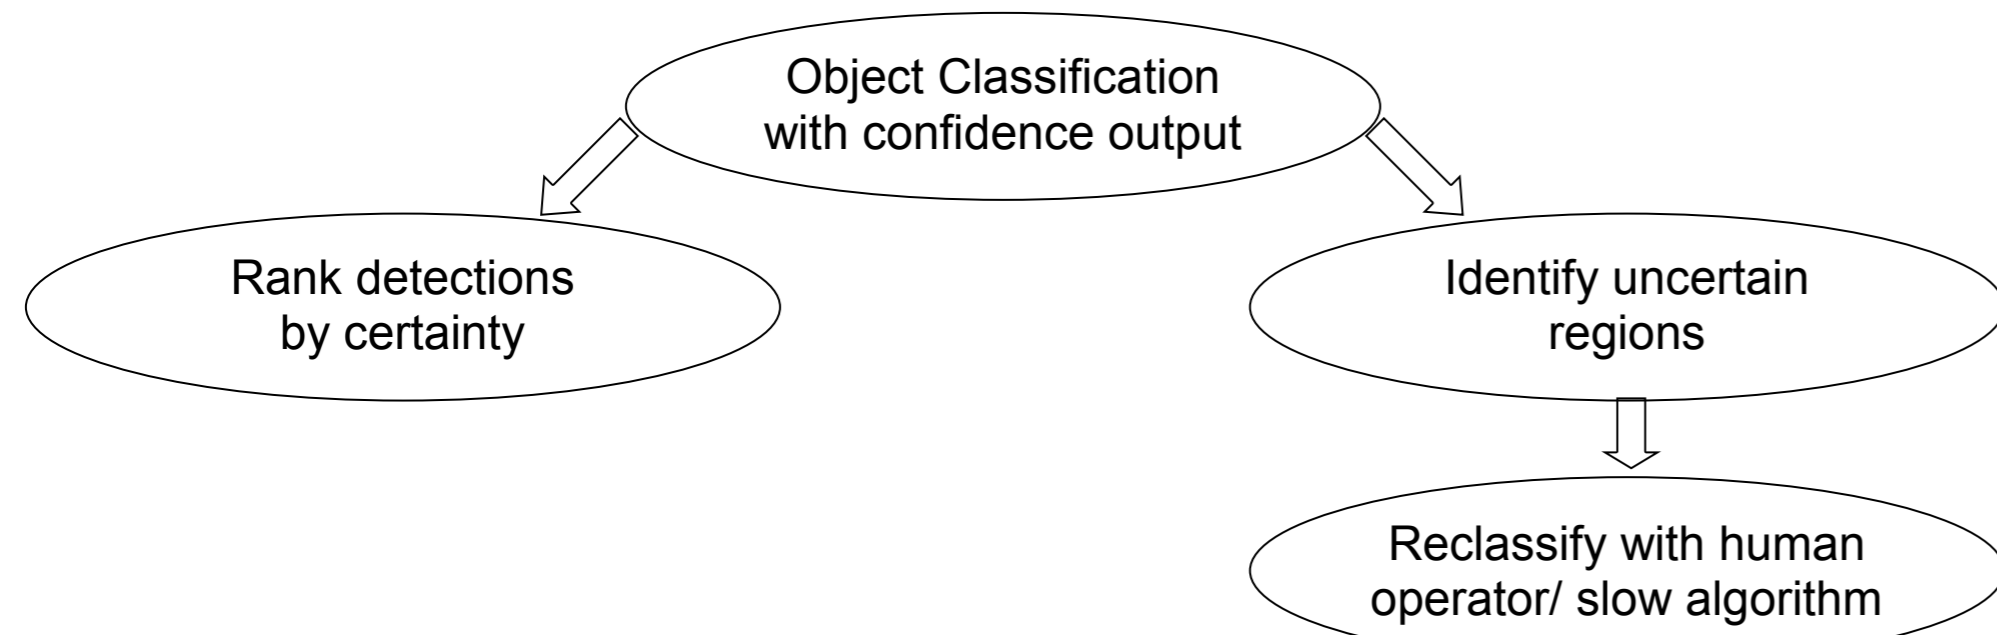 Object Classification
with confidence output
Rank detections
by certainty
Identify uncertain
regions
Reclassify with human
operator/ slow algorithm